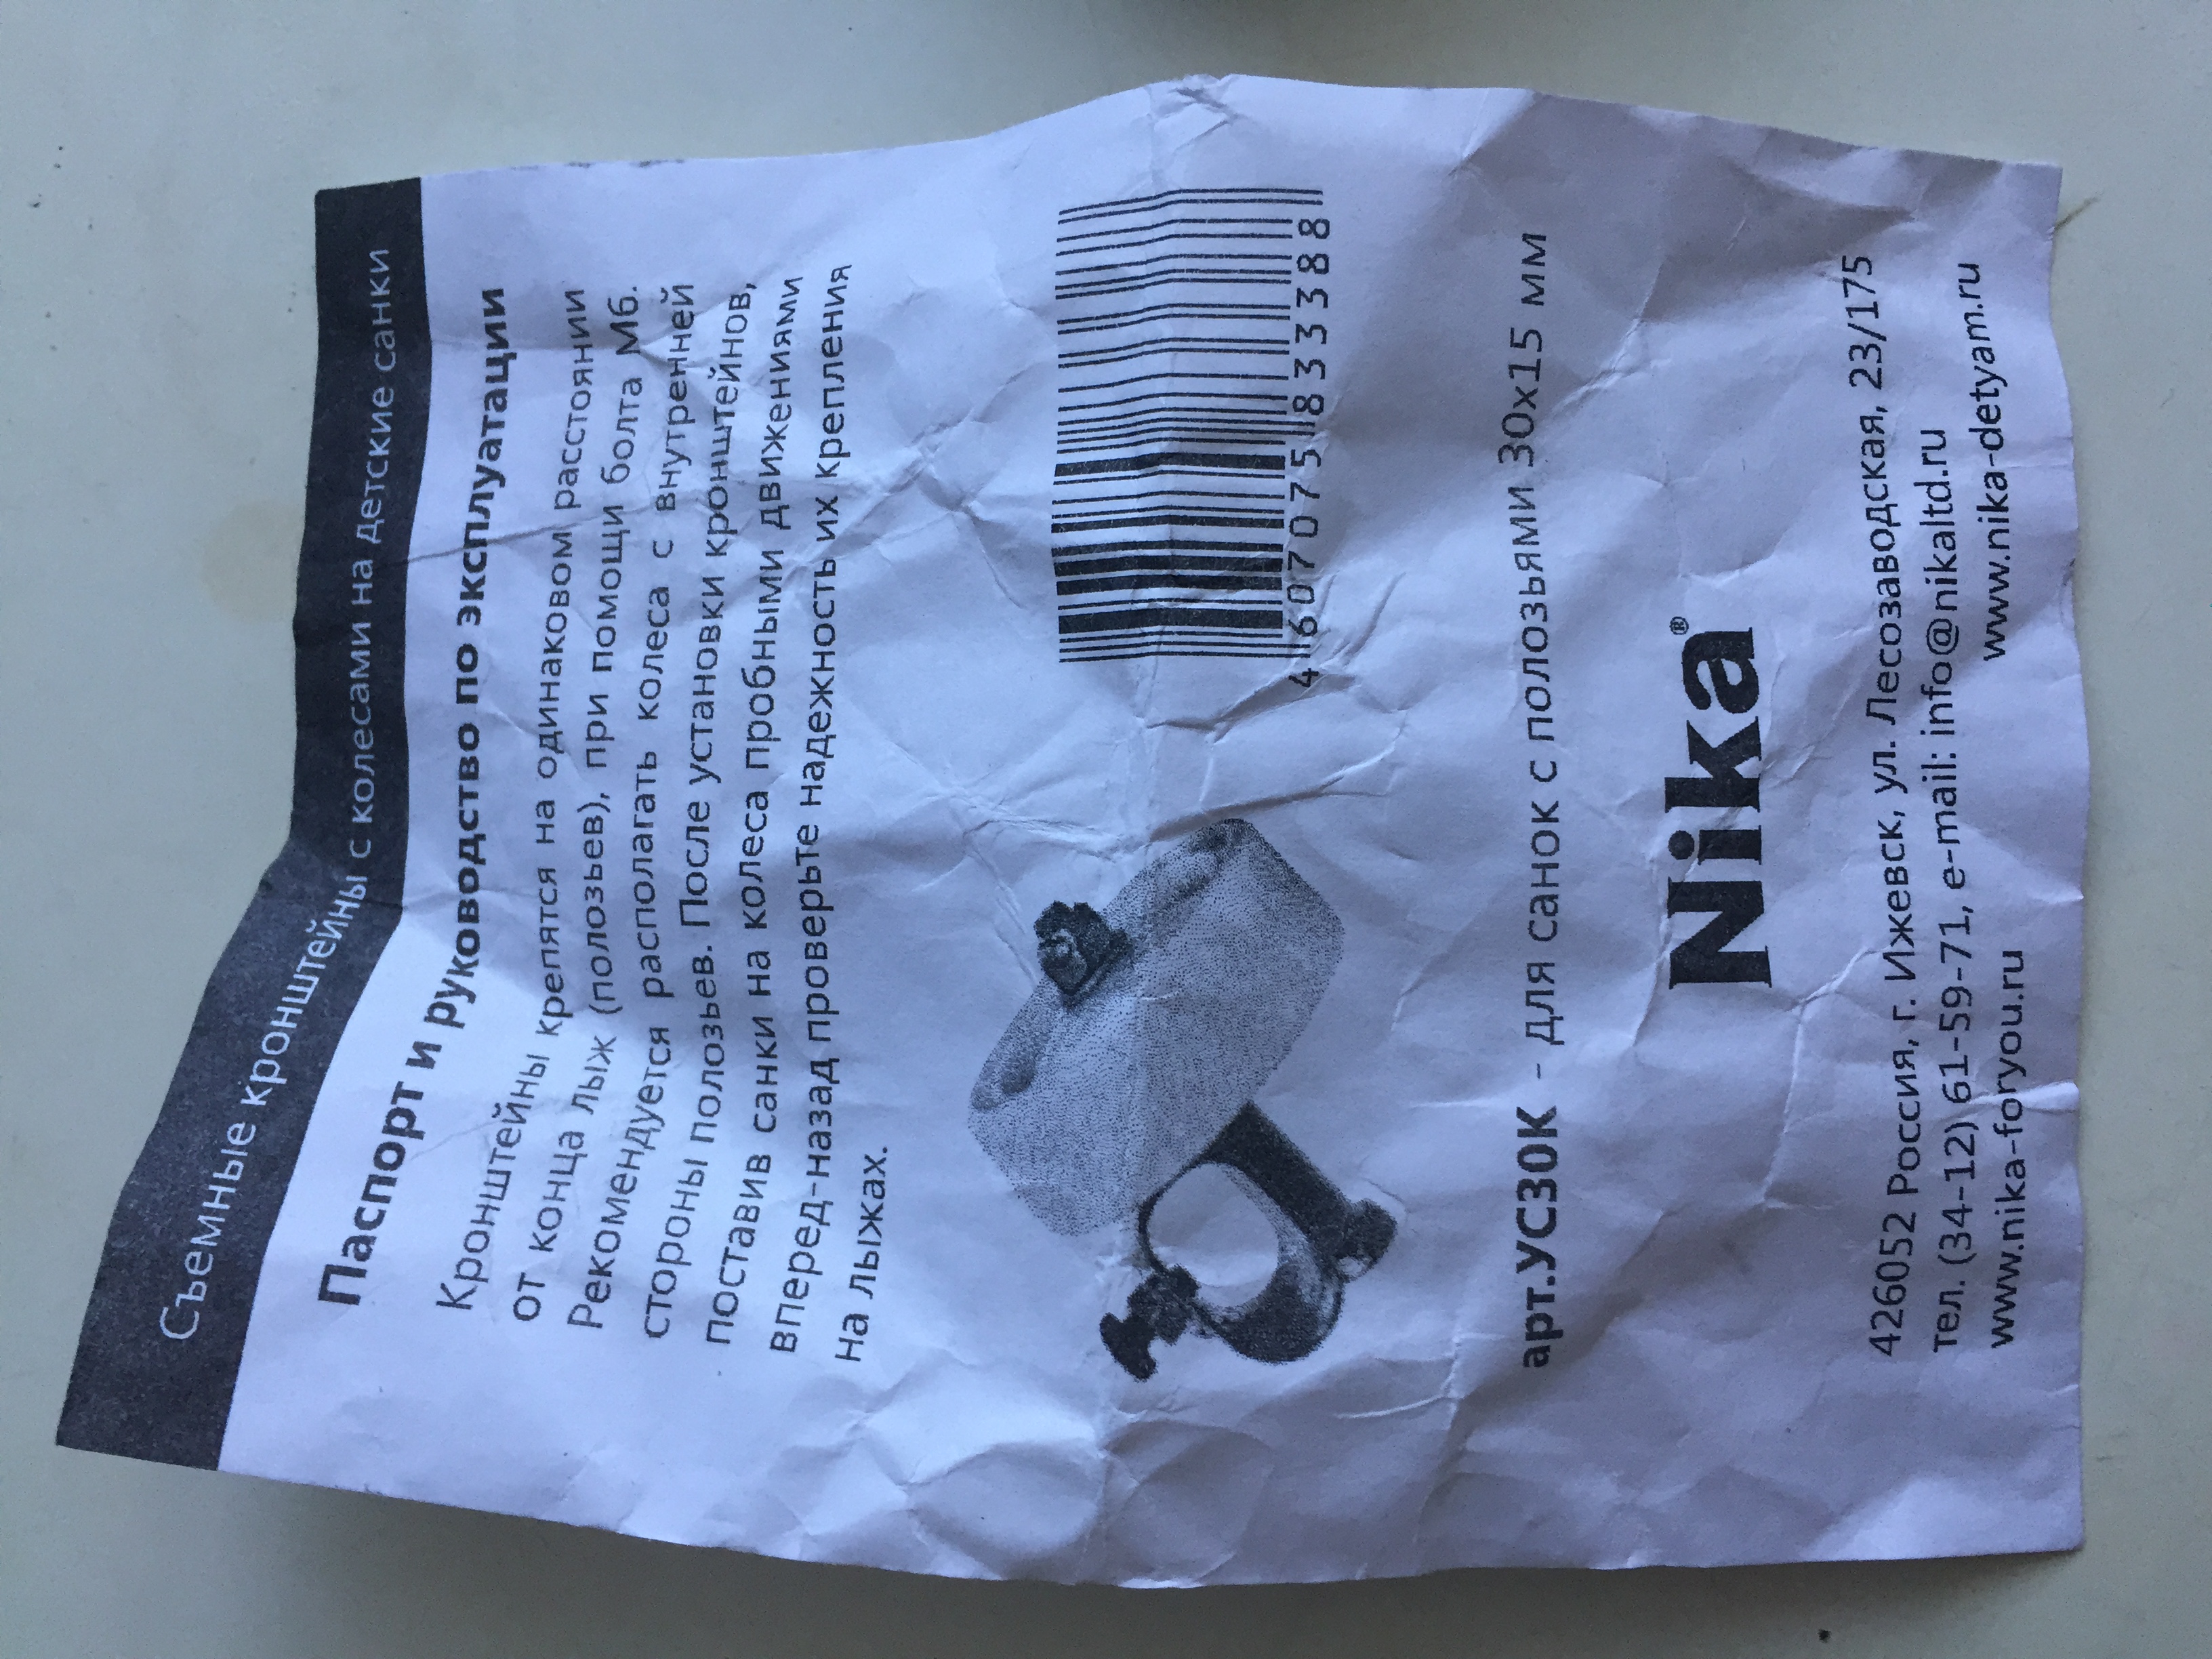 Съемные кронштейны с колесами на детские санки
Паспорт и руководство по эксплуатации
Кронштейны крепятся на одинаковом расстоянии
от конца лыж (полозьев), при помощи болта М6.
Рекомендуется располагать колеса с внутренней
стороны полозьев. После установки кронштейнов,
поставив санки на колеса пробными движениями
вперед-назад проверьте надежность их крепления
на лыжах.
4 607075 833388
арт.УС30К - для санок с полозьями 30х15 мм
Nika®
426052 Россия, г. Ижевск, ул. Лесозаводская, 23/175
тел. (34-12) 61-59-71, e-mail: info@nikaltd.ru
www.nika-foryou.ru www.nika-detyam.ru